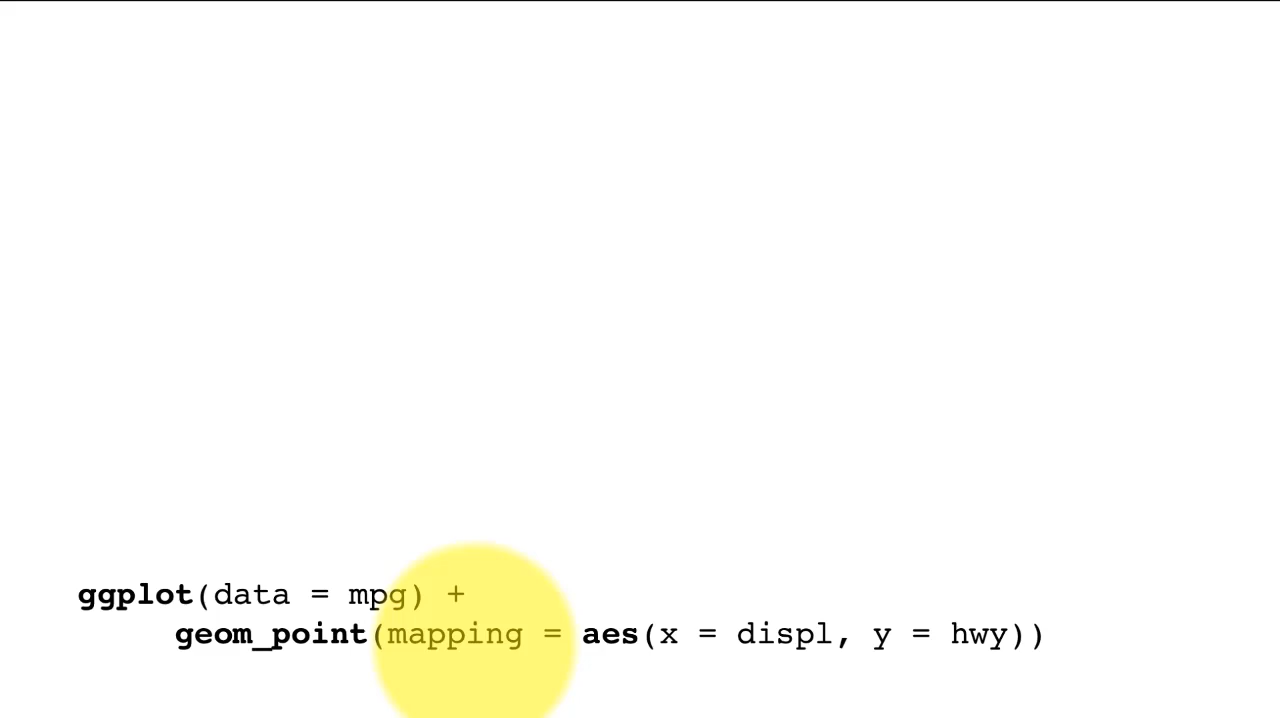 ggplot(data = mpg) +
geom_point(mapping = aes(x = displ, y = hwy))